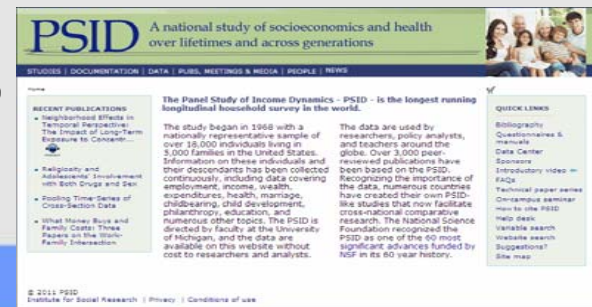 PSID
A national study of socioeconomics and health
over lifetimes and across generations
STUDIES | DOCUMENTATION | DATA | PUBS, MEETINGS & MEDIA | PEOPLE | NEWS
Home
RECENT PUBLICATIONS
Neighborhood Effects in
Temporal Perspective:
The Impact of Long-Term
Exposure to Concentr...
Religiosity and
Adolescents' Involvement
with Both Drugs and Sex
Pooling Time-Series of
Cross-Section Data
What Money Buys and
Family Costs: Three
Papers on the Work-
Family Intersection
The Panel Study of Income Dynamics - PSID - is the longest running
longitudinal household survey in the world.
The study began in 1968 with a
nationally representative sample of
over 18,000 individuals living in
5,000 families in the United States.
Information on these individuals and
their descendants has been collected
continuously, including data covering
employment, income, wealth,
expenditures, health, marriage,
childbearing, child development,
philanthropy, education, and
numerous other topics. The PSID is
directed by faculty at the University
of Michigan, and the data are
available on this website without
cost to researchers and analysts.
The data are used by
researchers, policy analysts,
and teachers around the
globe. Over 3,000 peer-
reviewed publications have
been based on the PSID.
Recognizing the importance of
the data, numerous countries
have created their own PSID-
like studies that now facilitate
cross-national comparative
research. The National Science
Foundation recognized the
PSID as one of the 60 most
significant advances funded by
NSF in its 60 year history.
QUICK LINKS
Bibliography
Questionnaires &
manuals
Data Center
Sponsors
Introductory video
FAQs
Technical paper series
On-campus seminar
How to cite PSID
Help desk
Variable search
Website search
Suggestions?
Site map
© 2011 PSID
Institute for Social Research | Privacy | Conditions of use